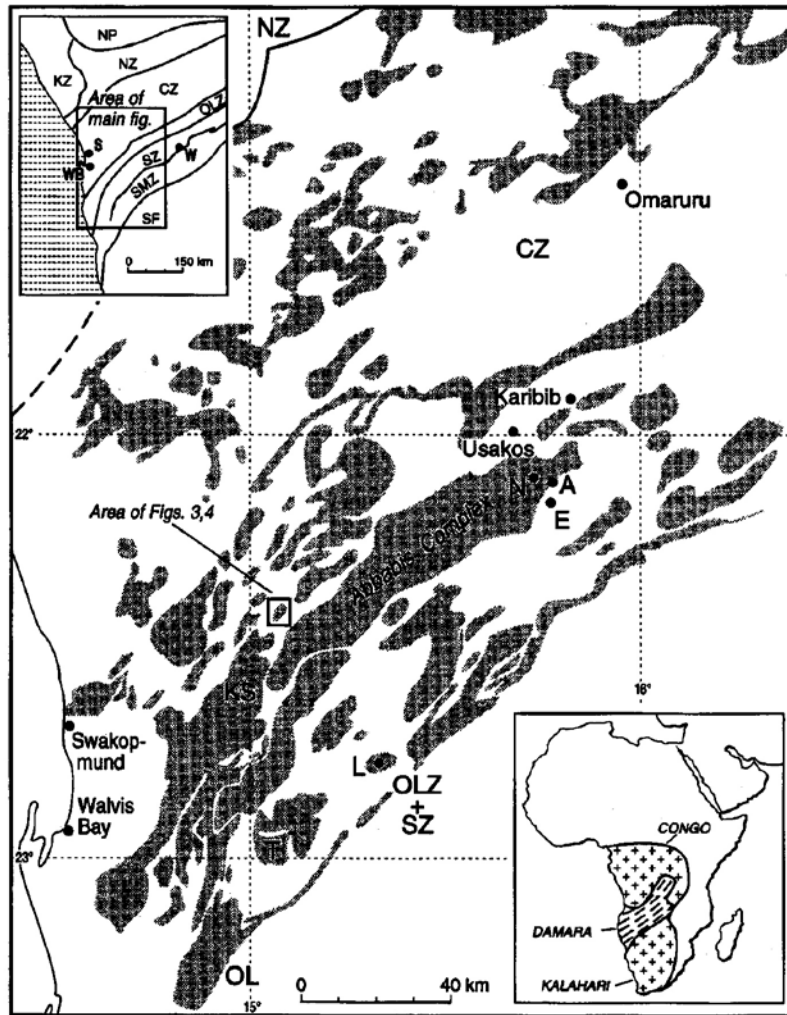 NP
NZ
KZ
CZ
OLZ
Area of
main fig.
S
WB
SZ
W
SMZ
SF
0 150 km
NZ
Omaruru
CZ
Karibib
22°
Usakos
N
A
E
Area of Figs. 3,4
Abbabis Complex
KS
16°
Swakop-
mund
L
OLZ
+
SZ
Walvis
Bay
23°
OL
0 40 km
15°
CONGO
DAMARA
KALAHARI